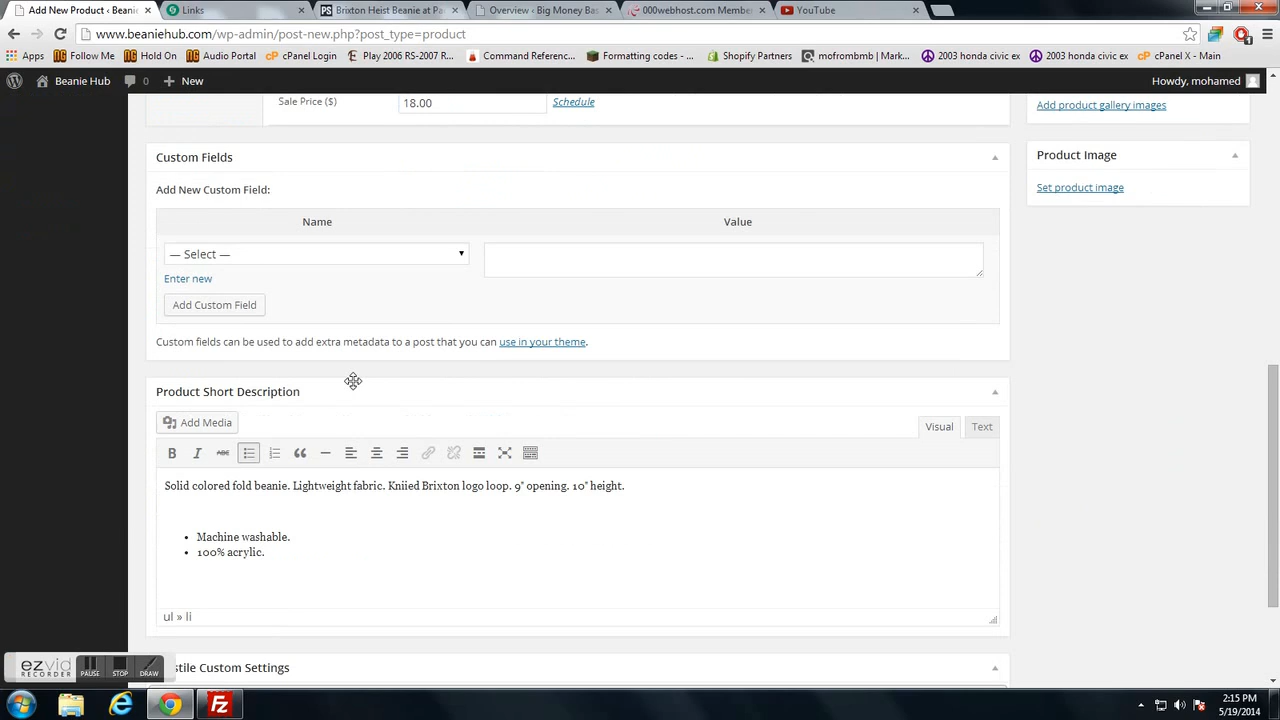 Add New Product ‹ Beanie
Links
Brixton Heist Beanie at Pa
Overview ‹ Big Money Bas
000webhost.com Membe
YouTube
www.beaniehub.com/wp-admin/post-new.php?post_type=product
Apps
Follow Me
Hold On
Audio Portal
cPanel Login
Play 2006 RS-2007 R...
Command Referenc...
Formatting codes - ...
Shopify Partners
mofrombmb | Mark...
2003 honda civic ex
2003 honda civic ex
cPanel X - Main
Beanie Hub
0
New
Howdy, mohamed
Sale Price ($)
18.00
Schedule
Add product gallery images
Custom Fields
Product Image
Add New Custom Field:
Set product image
Name
Value
— Select —
Enter new
Add Custom Field
Custom fields can be used to add extra metadata to a post that you can use in your theme.
Product Short Description
Add Media
Visual
Text
B I ABC
Solid colored fold beanie. Lightweight fabric. Kniied Brixton logo loop. 9" opening. 10" height.
• Machine washable.
• 100% acrylic.
ul » li
ezvid
RECORDER
PAUSE
STOP
DRAW
stile Custom Settings
2:15 PM
5/19/2014